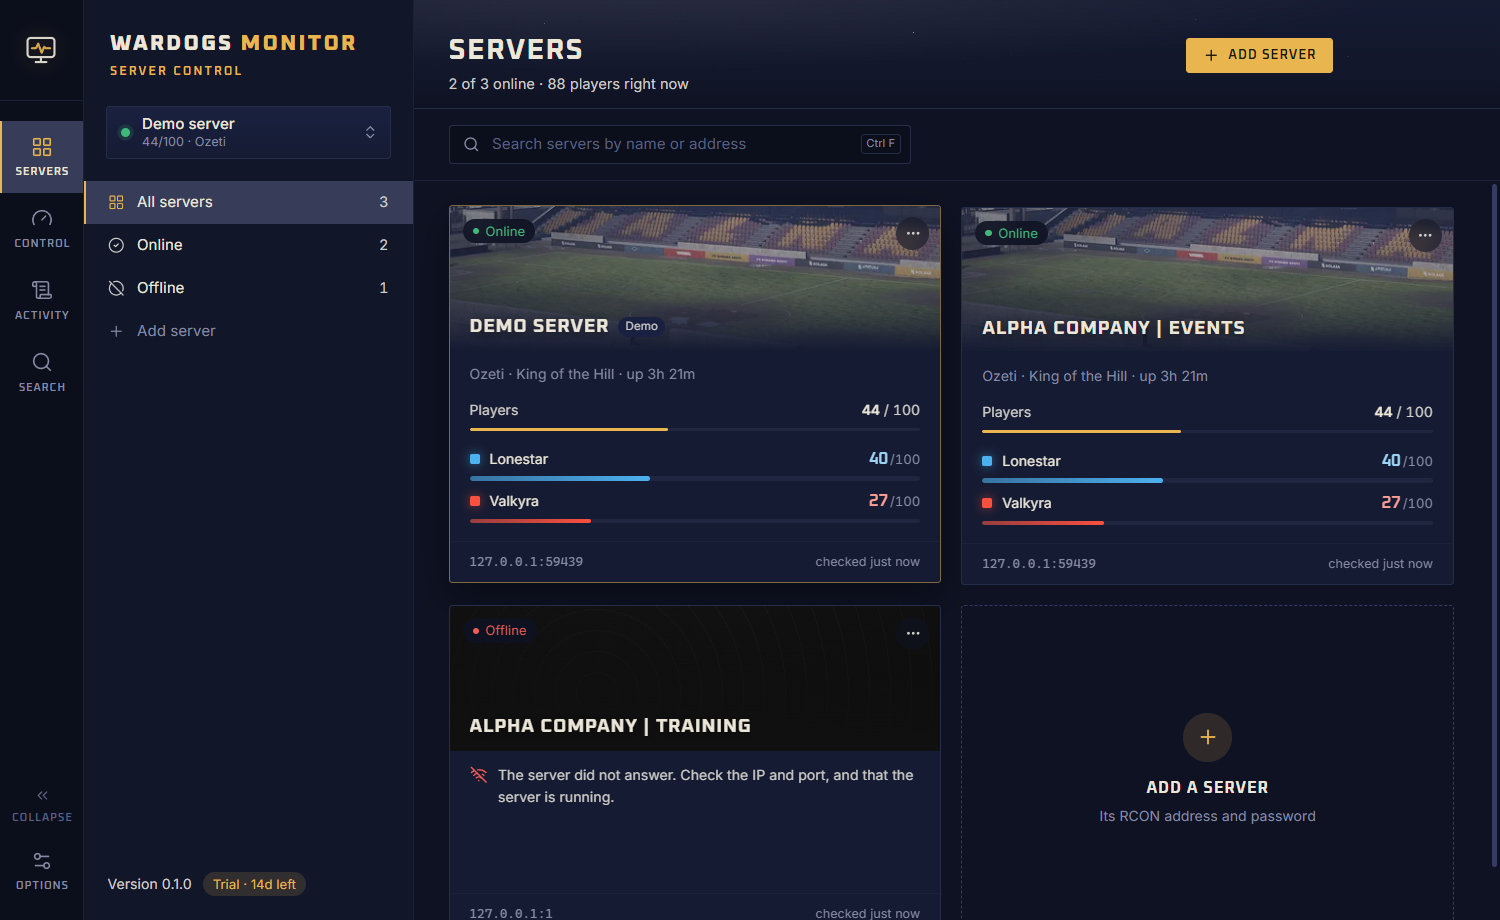 WARDOGS MONITOR
SERVER CONTROL
Demo server
44/100 · Ozeti
SERVERS
CONTROL
ACTIVITY
SEARCH
COLLAPSE
OPTIONS
All servers 3
Online 2
Offline 1
Add server
Version 0.1.0 Trial · 14d left
SERVERS
2 of 3 online · 88 players right now
ADD SERVER
Search servers by name or address Ctrl F
Online
DEMO SERVER Demo
Ozeti · King of the Hill · up 3h 21m
Players 44 / 100
Lonestar 40/100
Valkyra 27/100
127.0.0.1:59439 checked just now
Online
ALPHA COMPANY | EVENTS
Ozeti · King of the Hill · up 3h 21m
Players 44 / 100
Lonestar 40/100
Valkyra 27/100
127.0.0.1:59439 checked just now
Offline
ALPHA COMPANY | TRAINING
The server did not answer. Check the IP and port, and that the
server is running.
127.0.0.1:1 checked just now
ADD A SERVER
Its RCON address and password